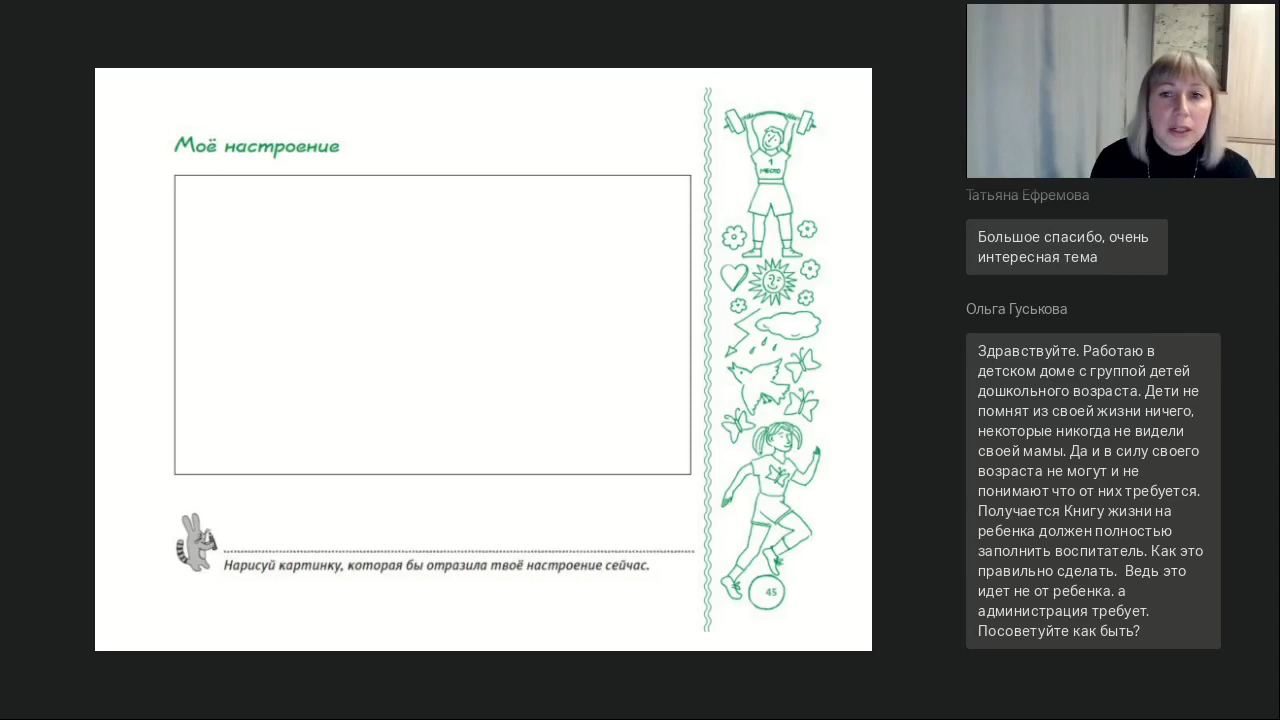 Моё настроение
1
МЕСТО
Нарисуй картинку, которая бы отразила твоё настроение сейчас.
45
Татьяна Ефремова
Большое спасибо, очень
интересная тема
Ольга Гуськова
Здравствуйте. Работаю в
детском доме с группой детей
дошкольного возраста. Дети не
помнят из своей жизни ничего,
некоторые никогда не видели
своей мамы. Да и в силу своего
возраста не могут и не
понимают что от них требуется.
Получается Книгу жизни на
ребенка должен полностью
заполнить воспитатель. Как это
правильно сделать.  Ведь это
идет не от ребенка. а
администрация требует.
Посоветуйте как быть?